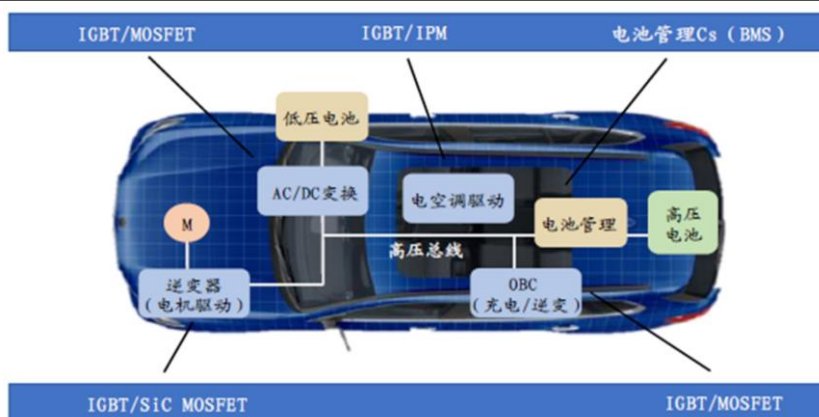 IGBT/MOSFET
IGBT/IPM
电池管理Cs（BMS）
低压电池
AC/DC变换
电空调驱动
M
电池管理
高压
电池
高压总线
逆变器
（电机驱动）
OBC
（充电/逆变）
IGBT/SiC MOSFET
IGBT/MOSFET